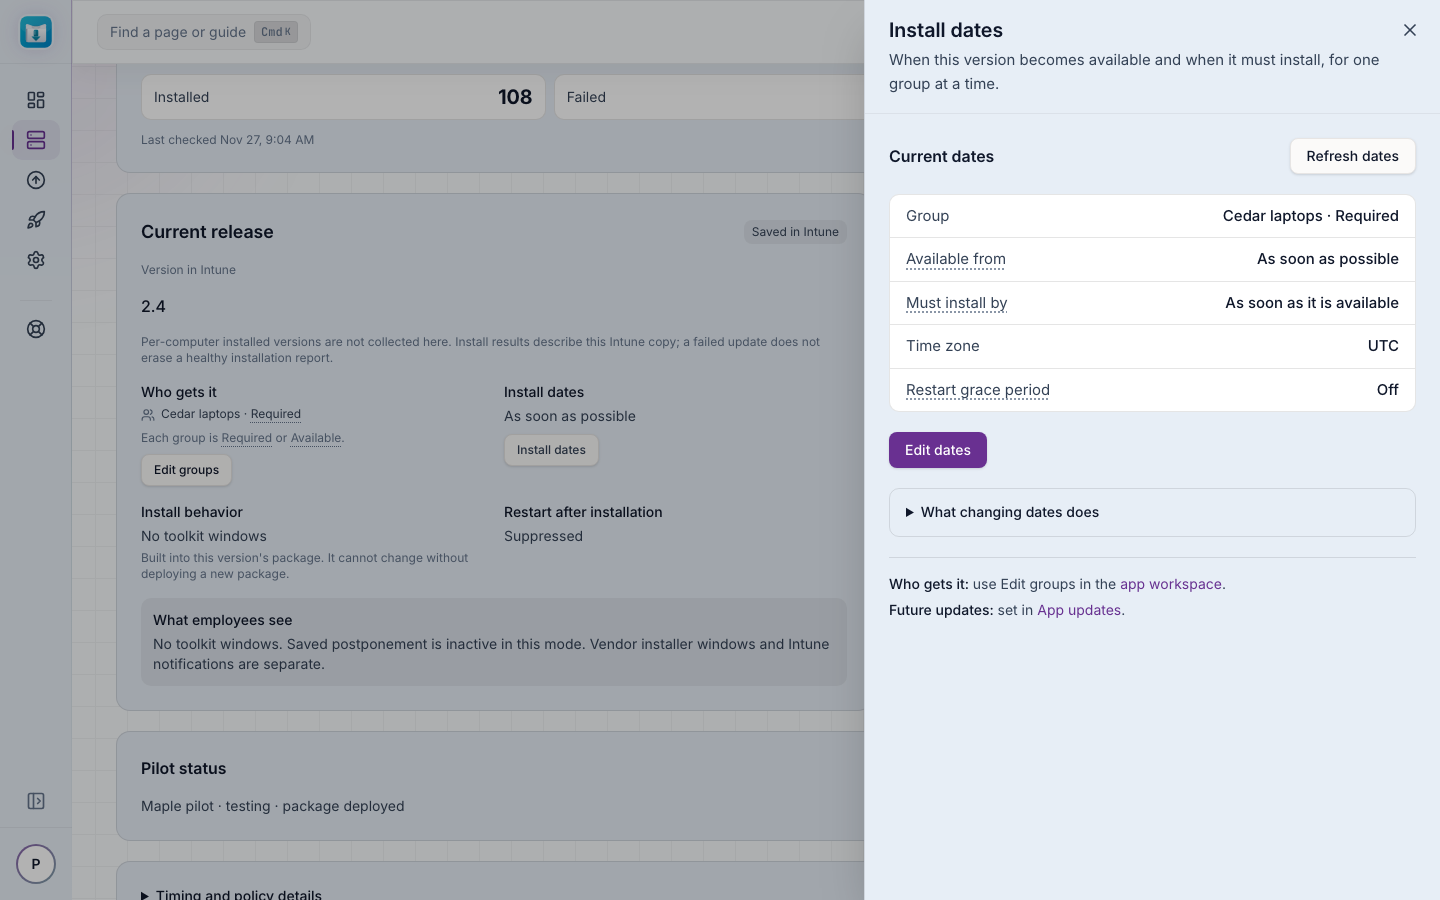 Find a page or guide Cmd K
Installed 108
Failed
Last checked Nov 27, 9:04 AM
Current release
Saved in Intune
Version in Intune
2.4
Per-computer installed versions are not collected here. Install results describe this Intune copy; a failed update does not
erase a healthy installation report.
Who gets it
Cedar laptops · Required
Each group is Required or Available.
Edit groups
Install dates
As soon as possible
Install dates
Install behavior
No toolkit windows
Built into this version's package. It cannot change without
deploying a new package.
Restart after installation
Suppressed
What employees see
No toolkit windows. Saved postponement is inactive in this mode. Vendor installer windows and Intune
notifications are separate.
Pilot status
Maple pilot · testing · package deployed
Timing and policy details
P
Install dates
When this version becomes available and when it must install, for one
group at a time.
Current dates
Refresh dates
Group Cedar laptops · Required
Available from As soon as possible
Must install by As soon as it is available
Time zone UTC
Restart grace period Off
Edit dates
What changing dates does
Who gets it: use Edit groups in the app workspace.
Future updates: set in App updates.